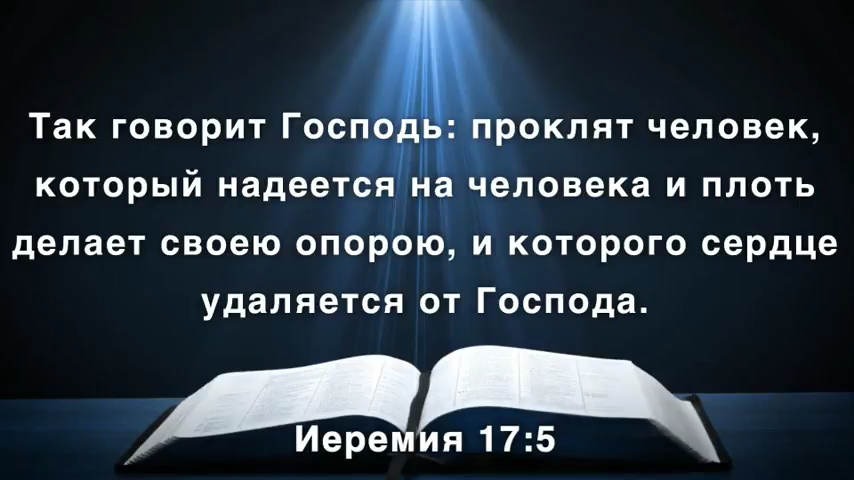 Так говорит Господь: проклят человек,
который надеется на человека и плоть
делает своею опорою, и которого сердце
удаляется от Господа.
Иеремия 17:5